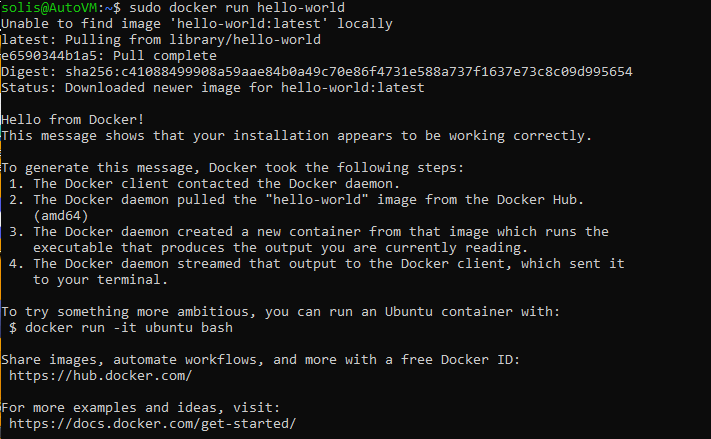 solis@AutoVM:~$ sudo docker run hello-world
Unable to find image 'hello-world:latest' locally
latest: Pulling from library/hello-world
e6590344b1a5: Pull complete
Digest: sha256:c41088499908a59aae84b0a49c70e86f4731e588a737f1637e73c8c09d995654
Status: Downloaded newer image for hello-world:latest

Hello from Docker!
This message shows that your installation appears to be working correctly.

To generate this message, Docker took the following steps:
 1. The Docker client contacted the Docker daemon.
 2. The Docker daemon pulled the "hello-world" image from the Docker Hub.
    (amd64)
 3. The Docker daemon created a new container from that image which runs the
    executable that produces the output you are currently reading.
 4. The Docker daemon streamed that output to the Docker client, which sent it
    to your terminal.

To try something more ambitious, you can run an Ubuntu container with:
 $ docker run -it ubuntu bash

Share images, automate workflows, and more with a free Docker ID:
 https://hub.docker.com/

For more examples and ideas, visit:
 https://docs.docker.com/get-started/